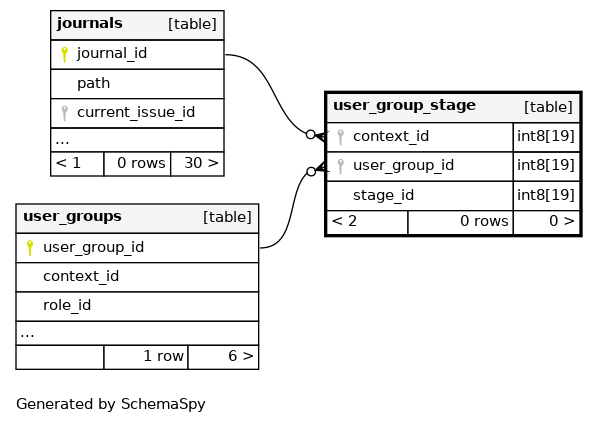 journals [table]
journal_id
path
current_issue_id
...
< 1 0 rows 30 >
user_group_stage [table]
context_id int8[19]
user_group_id int8[19]
stage_id int8[19]
< 2 0 rows 0 >
user_groups [table]
user_group_id
context_id
role_id
...
1 row 6 >
Generated by SchemaSpy